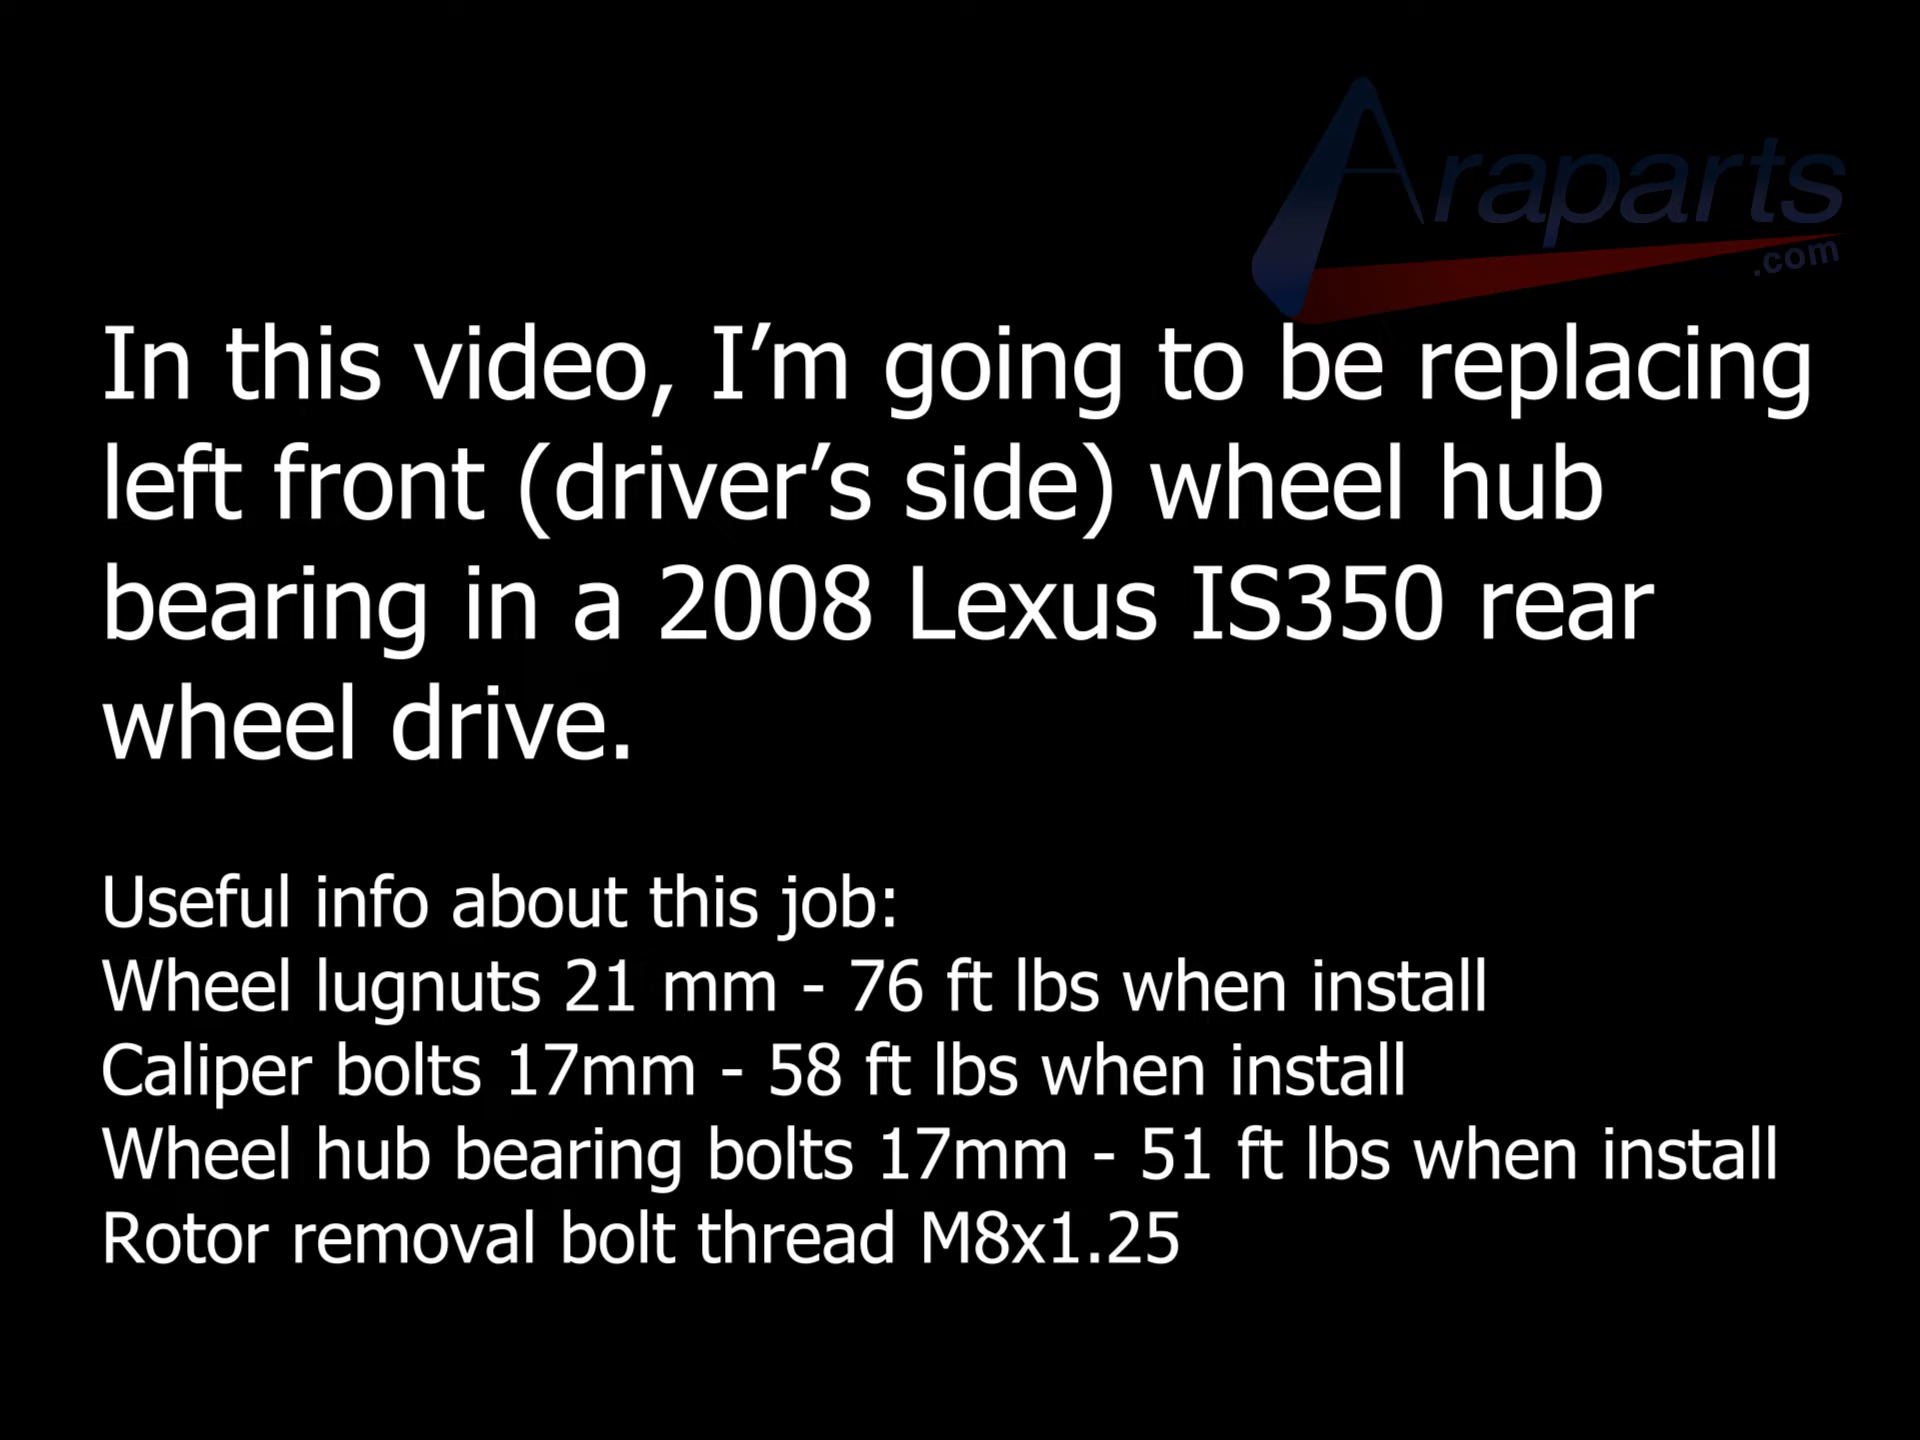 Araparts
.com
In this video, I’m going to be replacing
left front (driver’s side) wheel hub
bearing in a 2008 Lexus IS350 rear
wheel drive.
Useful info about this job:
Wheel lugnuts 21 mm - 76 ft lbs when install
Caliper bolts 17mm - 58 ft lbs when install
Wheel hub bearing bolts 17mm - 51 ft lbs when install
Rotor removal bolt thread M8x1.25